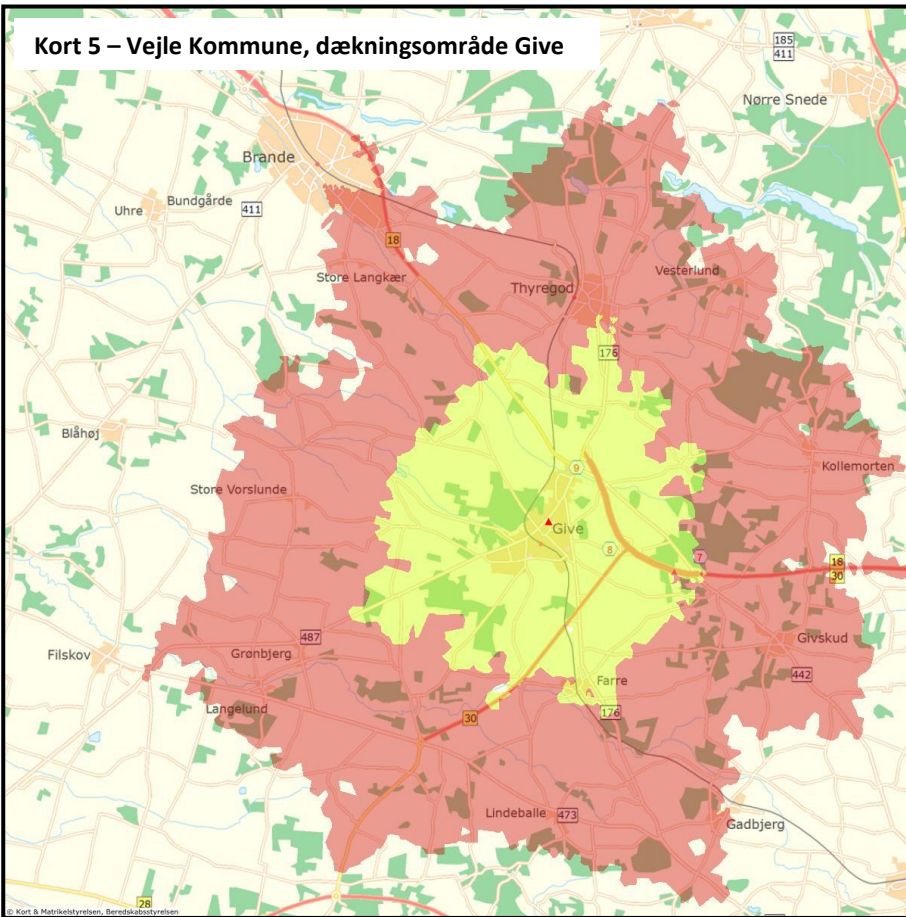 Kort 5 – Vejle Kommune, dækningsområde Give
185
411
Nørre Snede
Brande
Uhre
Bundgårde
411
18
Store Langkær
Vesterlund
Thyregod
176
Blåhøj
Kollemorten
9
Store Vorslunde
Give
8
7
18
30
Filskov
487
Grønbjerg
Givskud
442
Farre
Langelund
30
176
Lindeballe
473
Gadbjerg
28
© Kort & Matrikelstyrelsen, Beredskabsstyrelsen